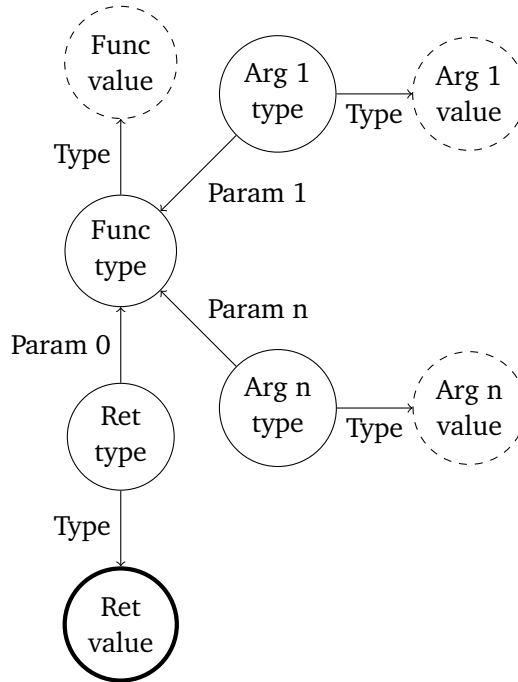 Func
value
Arg 1
type
Arg 1
value
Type
Type
Param 1
Func
type
Param n
Param 0
Arg n
type
Arg n
value
Ret
type
Type
Type
Ret
value